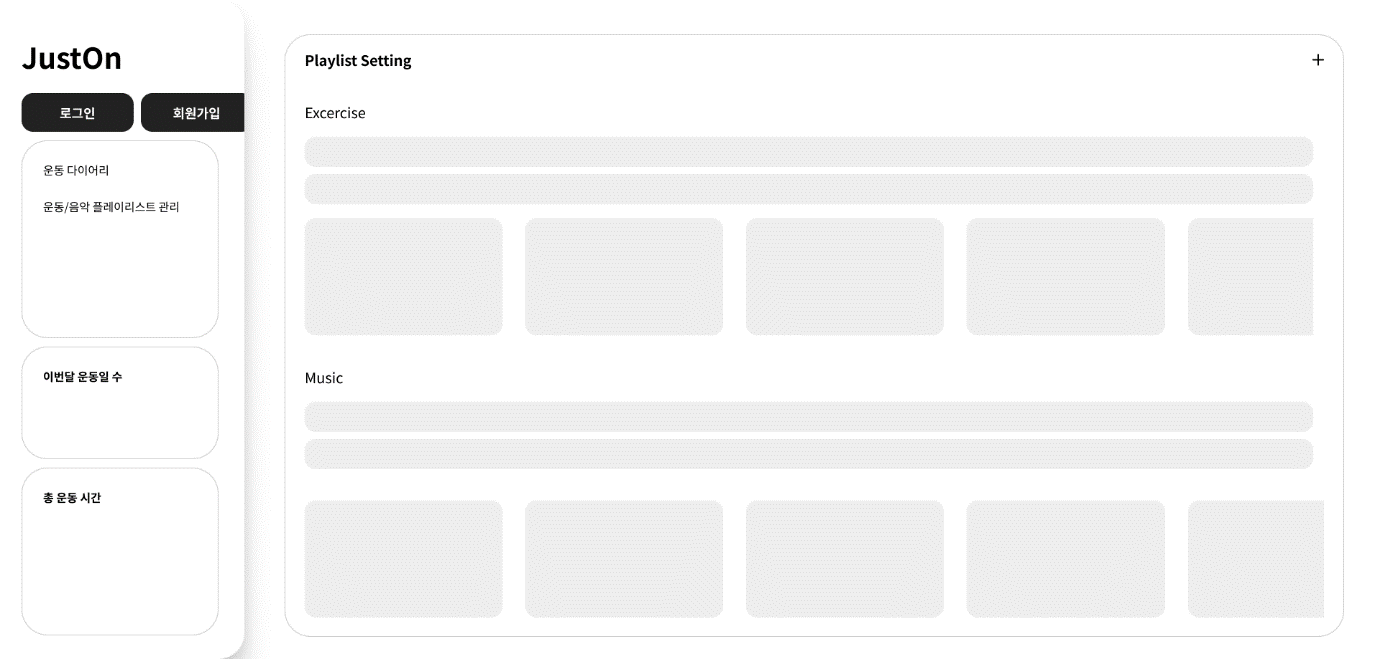 JustOn
로그인
회원가입
운동 다이어리
운동/음악 플레이리스트 관리
이번달 운동일 수
총 운동 시간
Playlist Setting
+
Excercise
Music